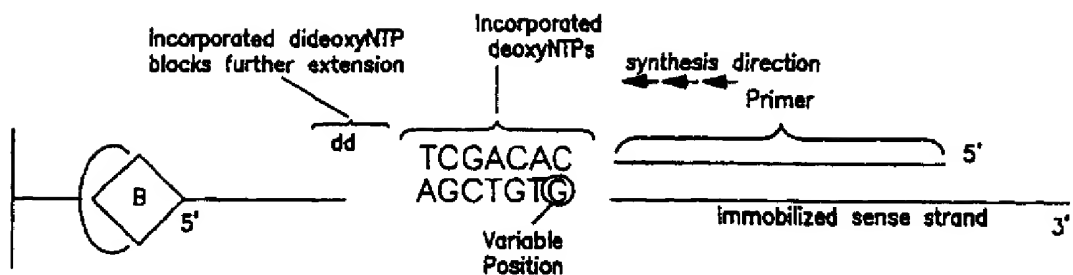 Incorporated dideoxyNTP
blocks further extension
Incorporated
deoxyNTPs
synthesis direction
Primer
dd
TCGACAC
5'
AGCTGTG
B
5'
immobilized sense strand
3'
Variable
Position